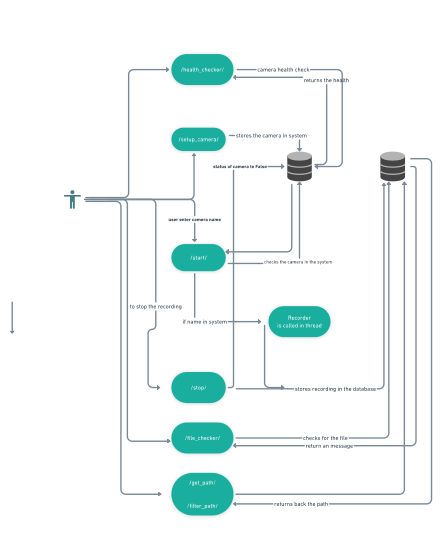 /health_checker/
camera health check
returns the health
/setup_camera/
stores the camera in system
status of camera to False
user enter camera name
/start/
checks the camera in the system
to stop the recording
if name in system
Recorder
is called in thread
/stop/
stores recording in the database
/file_checker/
checks for the file
return an message
/get_path/
/filter_path/
returns back the path